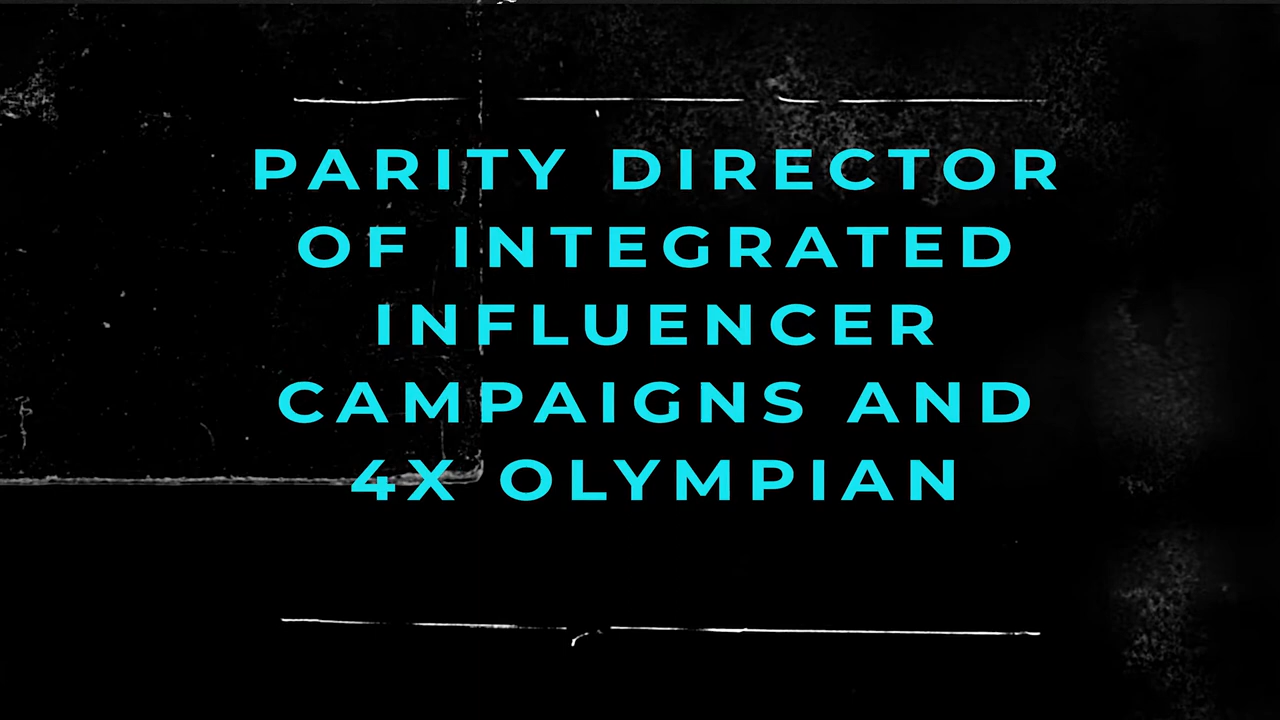 PARITY DIRECTOR
OF INTEGRATED
INFLUENCER
CAMPAIGNS AND
4X OLYMPIAN